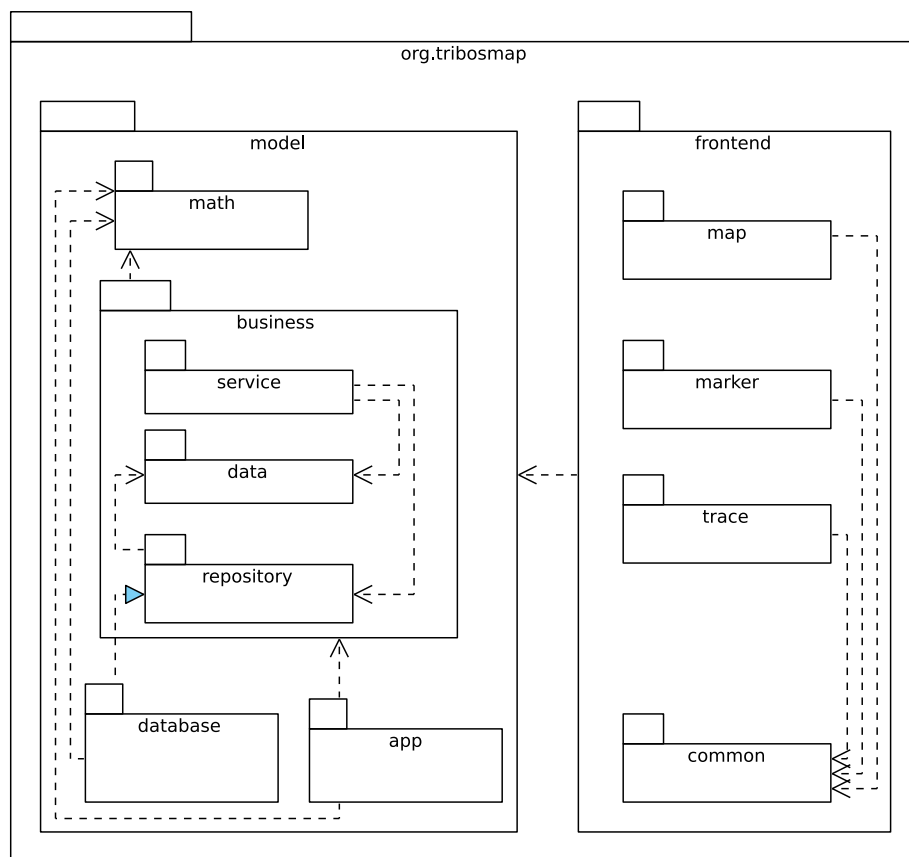 org.tribosmap
model
frontend
math
map
business
service
marker
data
trace
repository
database
app
common